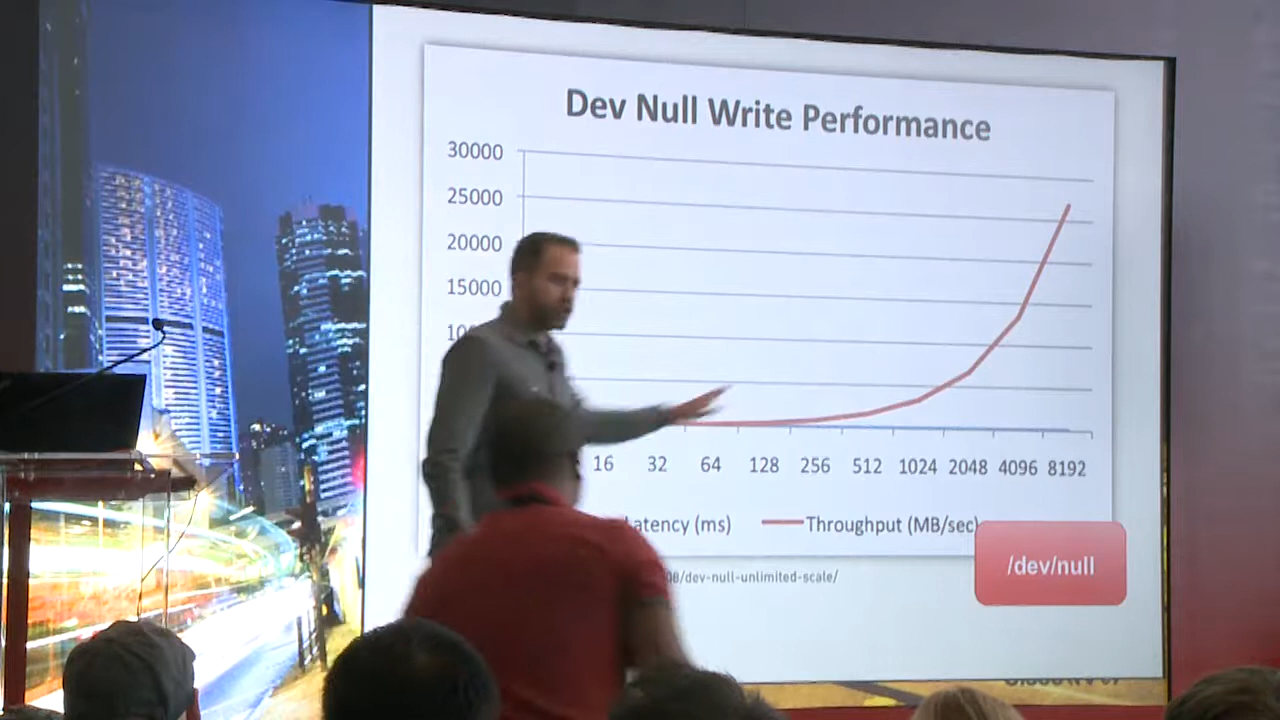 Dev Null Write Performance
30000
25000
20000
15000
16 32 64 128 256 512 1024 2048 4096 8192
Latency (ms) Throughput (MB/sec)
/dev-null-unlimited-scale/
/dev/null